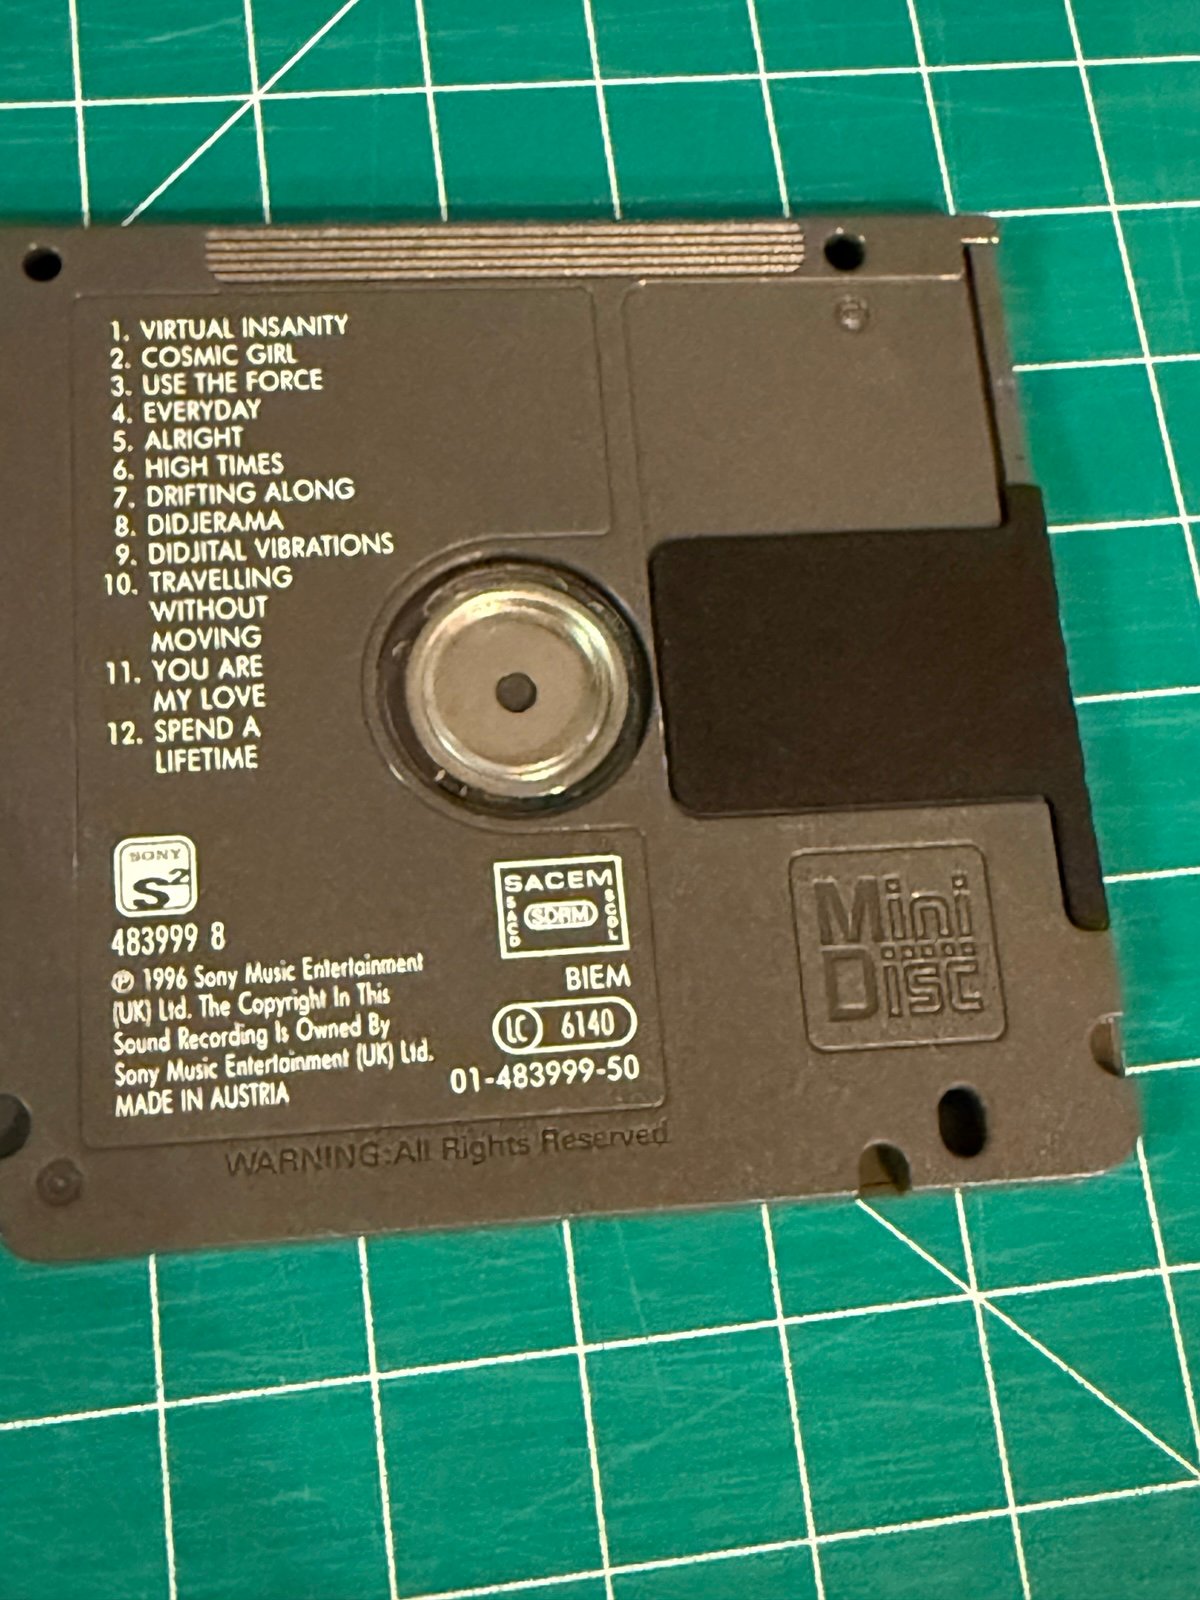 1. VIRTUAL INSANITY
2. COSMIC GIRL
3. USE THE FORCE
4. EVERYDAY
5. ALRIGHT
6. HIGH TIMES
7. DRIFTING ALONG
8. DIDJERAMA
9. DIDJITAL VIBRATIONS
10. TRAVELLING
WITHOUT
MOVING
11. YOU ARE
MY LOVE
12. SPEND A
LIFETIME
SONY
S2
483999 8
℗ 1996 Sony Music Entertainment
(UK) Ltd. The Copyright In This
Sound Recording Is Owned By
Sony Music Entertainment (UK) Ltd.
MADE IN AUSTRIA
SACEM
SACD
SDRM
SGDL
BIEM
LC 6140
01-483999-50
Mini
Disc
WARNING:All Rights Reserved